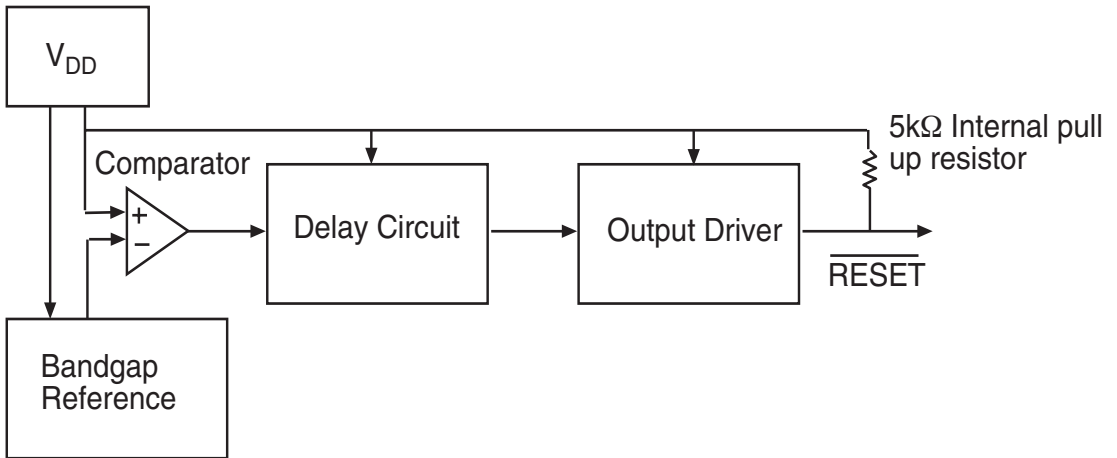 V_DD
5kΩ Internal pull
up resistor
Comparator
+
−
Delay Circuit
Output Driver
RESET
Bandgap
Reference